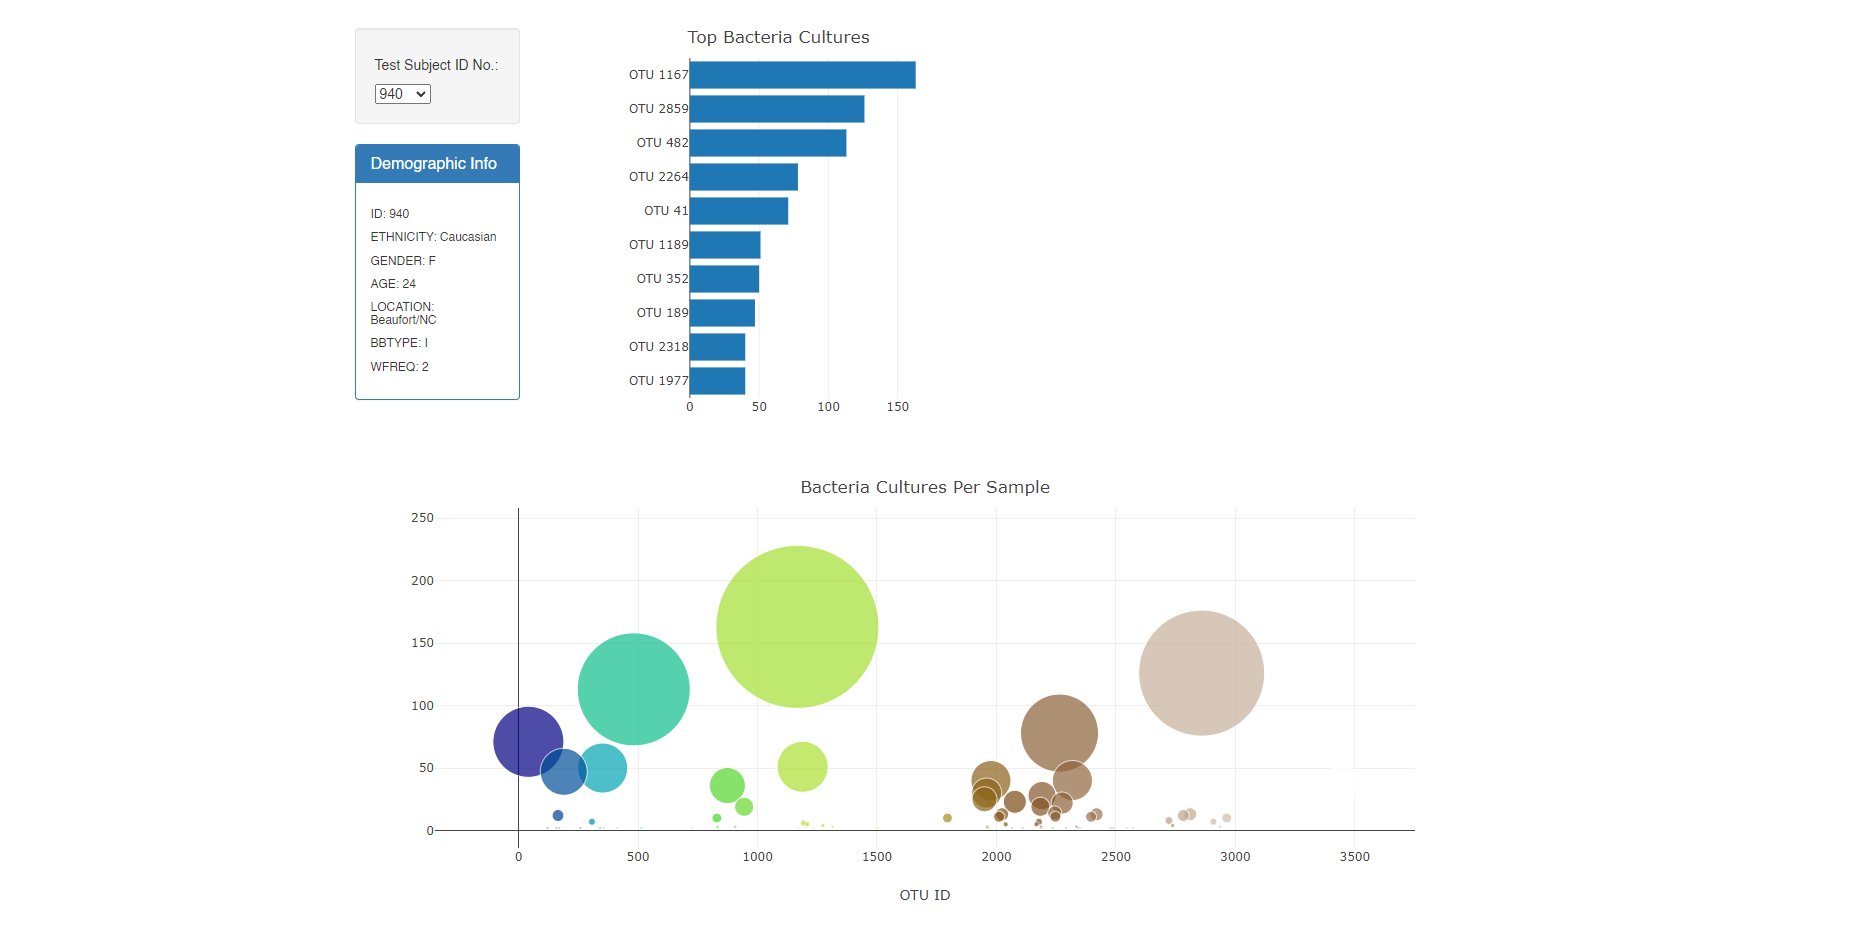 Test Subject ID No.:
940
Demographic Info
ID: 940
ETHNICITY: Caucasian
GENDER: F
AGE: 24
LOCATION:
Beaufort/NC
BBTYPE: I
WFREQ: 2
Top Bacteria Cultures
OTU 1167
OTU 2859
OTU 482
OTU 2264
OTU 41
OTU 1189
OTU 352
OTU 189
OTU 2318
OTU 1977
0 50 100 150
Bacteria Cultures Per Sample
250
200
150
100
50
0
0 500 1000 1500 2000 2500 3000 3500
OTU ID